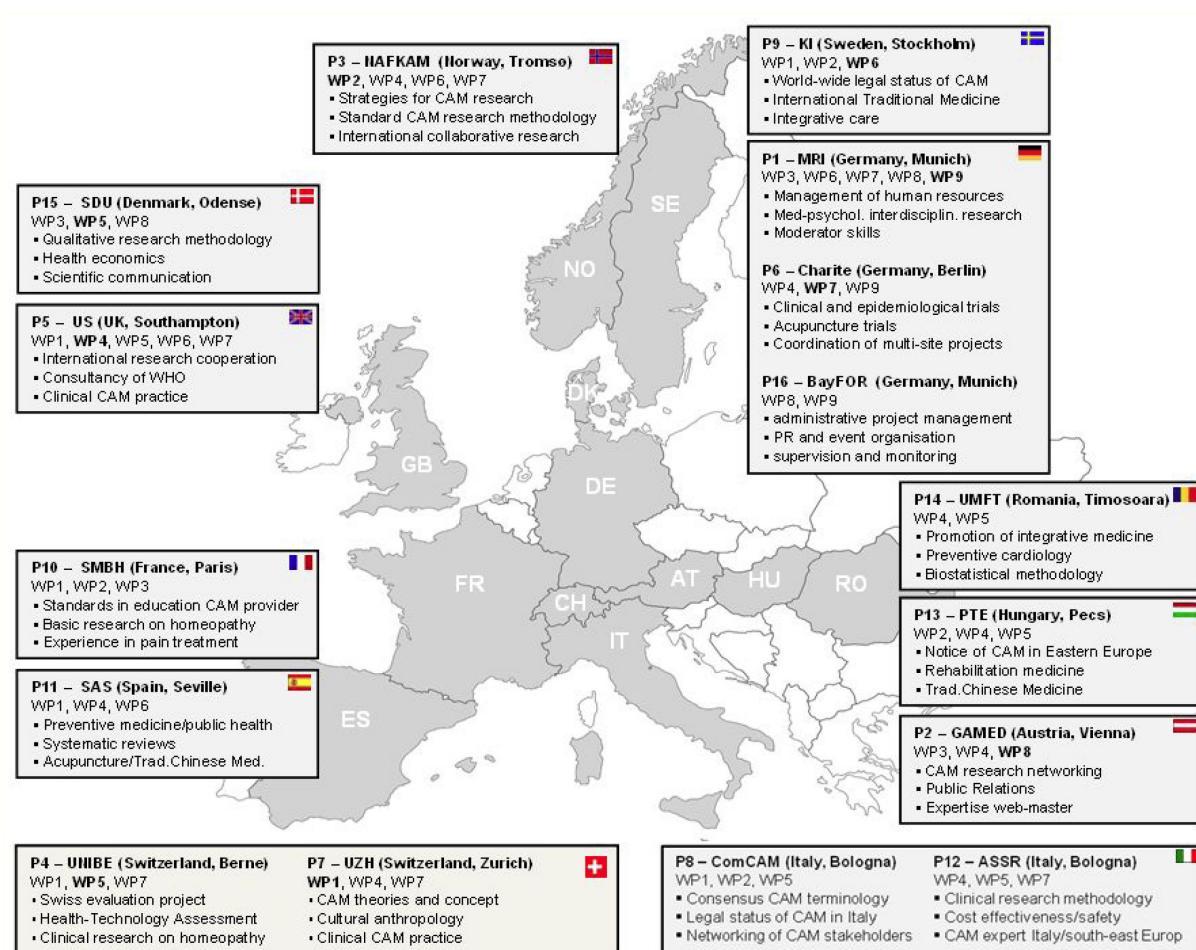 P3 – NAFKAM (Norway, Tromsø)
WP2, WP4, WP6, WP7
▪ Strategies for CAM research
▪ Standard CAM research methodology
▪ International collaborative research
P9 – KI (Sweden, Stockholm)
WP1, WP2, WP6
▪ World-wide legal status of CAM
▪ International Traditional Medicine
▪ Integrative care
P1 – MRI (Germany, Munich)
WP3, WP6, WP7, WP8, WP9
▪ Management of human resources
▪ Med-psychol. interdisciplin. research
▪ Moderator skills
P6 – Charite (Germany, Berlin)
WP4, WP7, WP9
▪ Clinical and epidemiological trials
▪ Acupuncture trials
▪ Coordination of multi-site projects
P16 – BayFOR (Germany, Munich)
WP8, WP9
▪ administrative project management
▪ PR and event organisation
▪ supervision and monitoring
P15 – SDU (Denmark, Odense)
WP3, WP5, WP8
▪ Qualitative research methodology
▪ Health economics
▪ Scientific communication
P5 – US (UK, Southampton)
WP1, WP4, WP5, WP6, WP7
▪ International research cooperation
▪ Consultancy of WHO
▪ Clinical CAM practice
SE
NO
DK
GB
DE
FR
CH
AT
HU
RO
IT
ES
P14 – UMFT (Romania, Timosoara)
WP4, WP5
▪ Promotion of integrative medicine
▪ Preventive cardiology
▪ Biostatistical methodology
P10 – SMBH (France, Paris)
WP1, WP2, WP3
▪ Standards in education CAM provider
▪ Basic research on homeopathy
▪ Experience in pain treatment
P13 – PTE (Hungary, Pecs)
WP2, WP4, WP5
▪ Notice of CAM in Eastern Europe
▪ Rehabilitation medicine
▪ Trad.Chinese Medicine
P11 – SAS (Spain, Seville)
WP1, WP4, WP6
▪ Preventive medicine/public health
▪ Systematic reviews
▪ Acupuncture/Trad.Chinese Med.
P2 – GAMED (Austria, Vienna)
WP3, WP4, WP8
▪ CAM research networking
▪ Public Relations
▪ Expertise web-master
P4 – UNIBE (Switzerland, Berne)
WP1, WP5, WP7
▪ Swiss evaluation project
▪ Health-Technology Assessment
▪ Clinical research on homeopathy
P7 – UZH (Switzerland, Zurich)
WP1, WP4, WP7
▪ CAM theories and concept
▪ Cultural anthropology
▪ Clinical CAM practice
P8 – ComCAM (Italy, Bologna)
WP1, WP2, WP5
▪ Consensus CAM terminology
▪ Legal status of CAM in Italy
▪ Networking of CAM stakeholders
P12 – ASSR (Italy, Bologna)
WP4, WP5, WP7
▪ Clinical research methodology
▪ Cost effectiveness/safety
▪ CAM expert Italy/south-east Europ